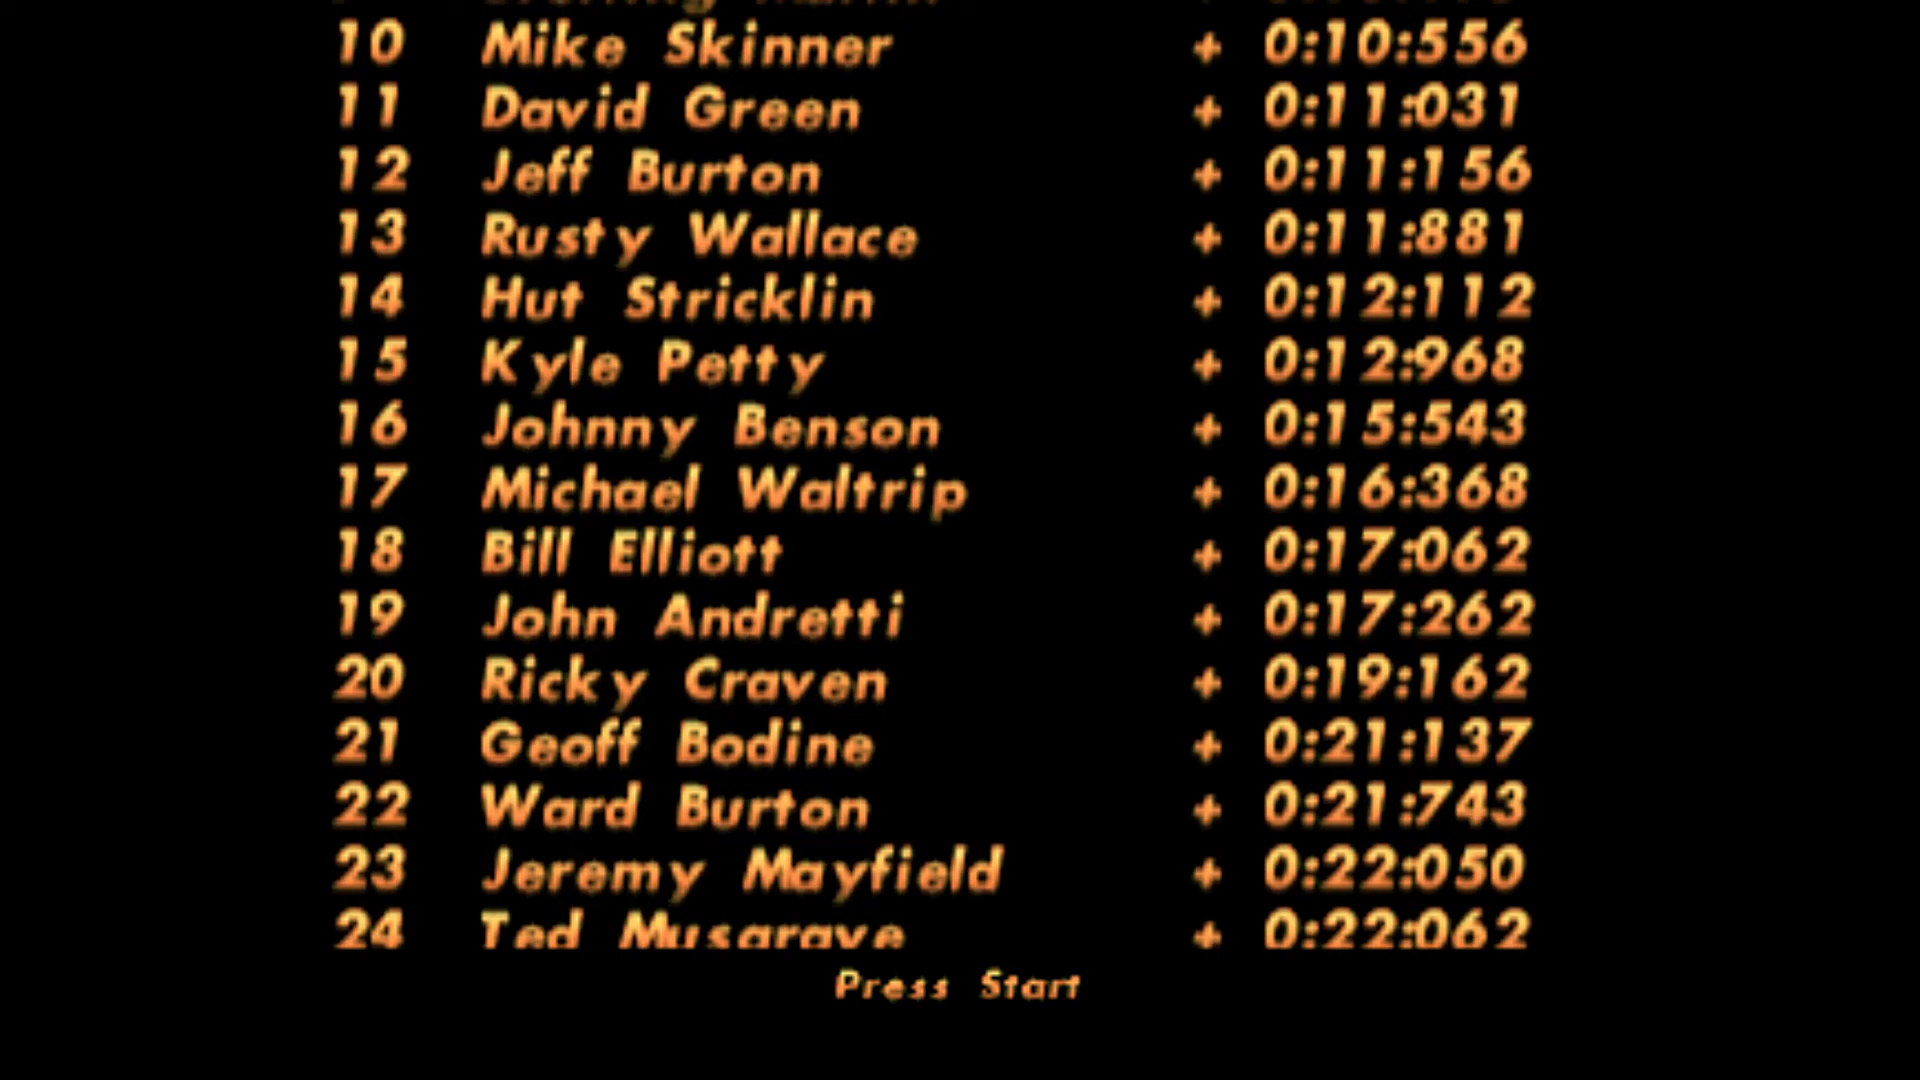 10 Mike Skinner + 0:10:556
11 David Green + 0:11:031
12 Jeff Burton + 0:11:156
13 Rusty Wallace + 0:11:881
14 Hut Stricklin + 0:12:112
15 Kyle Petty + 0:12:968
16 Johnny Benson + 0:15:543
17 Michael Waltrip + 0:16:368
18 Bill Elliott + 0:17:062
19 John Andretti + 0:17:262
20 Ricky Craven + 0:19:162
21 Geoff Bodine + 0:21:137
22 Ward Burton + 0:21:743
23 Jeremy Mayfield + 0:22:050
24 Ted Musgrave + 0:22:062
Press Start